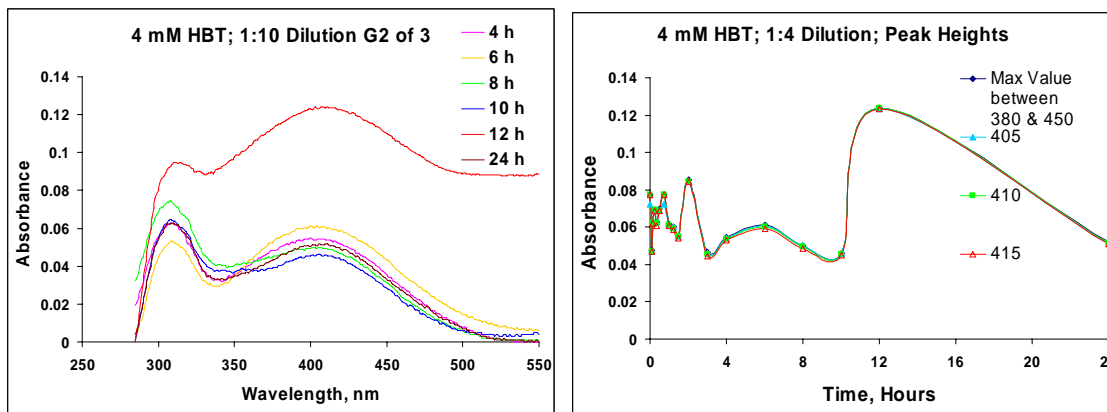 4 mM HBT; 1:10 Dilution G2 of 3
4 h
6 h
8 h
10 h
12 h
24 h
0.14
0.12
0.1
0.08
0.06
0.04
0.02
0
Absorbance
250 300 350 400 450 500 550
Wavelength, nm
4 mM HBT; 1:4 Dilution; Peak Heights
Max Value
between
380 & 450
405
410
415
0.14
0.12
0.1
0.08
0.06
0.04
0.02
0
Absorbance
0 4 8 12 16 20
Time, Hours